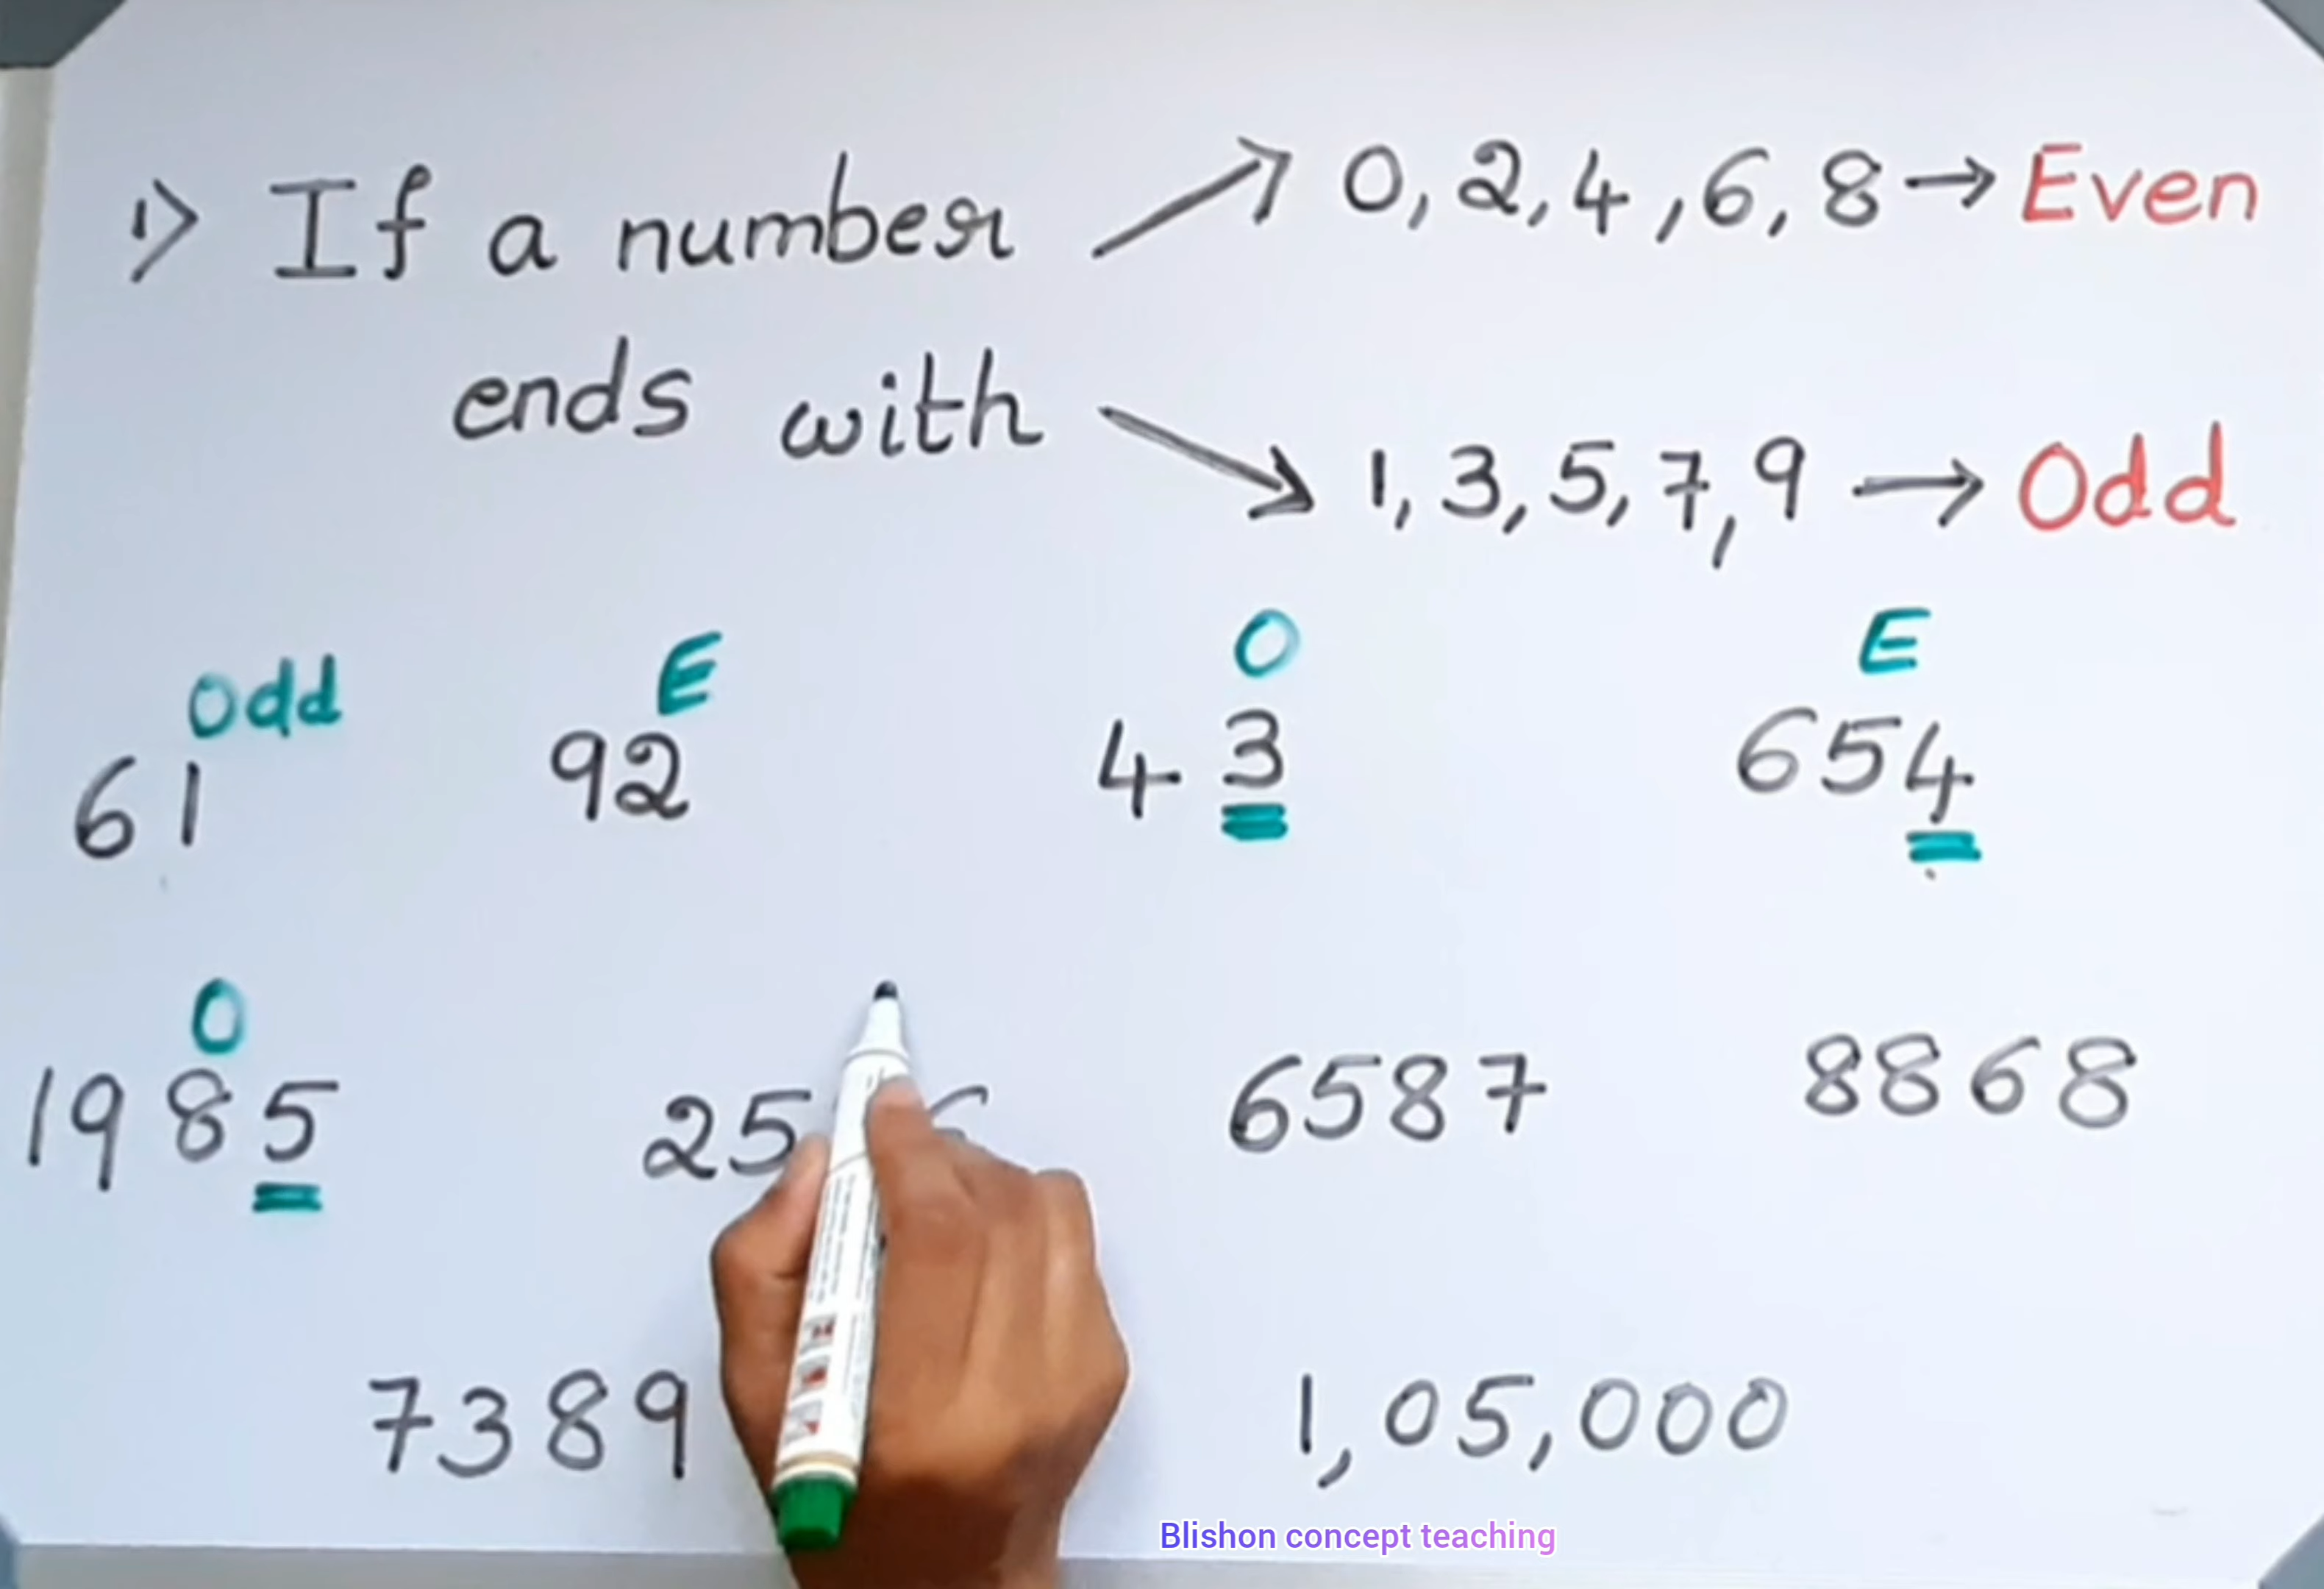 1) If a number → 0, 2, 4, 6, 8 → Even
ends with → 1, 3, 5, 7, 9 → Odd
Odd E O E
61 92 43 654
O
1985 25 6587 8868
7389 1,05,000
Blishon concept teaching